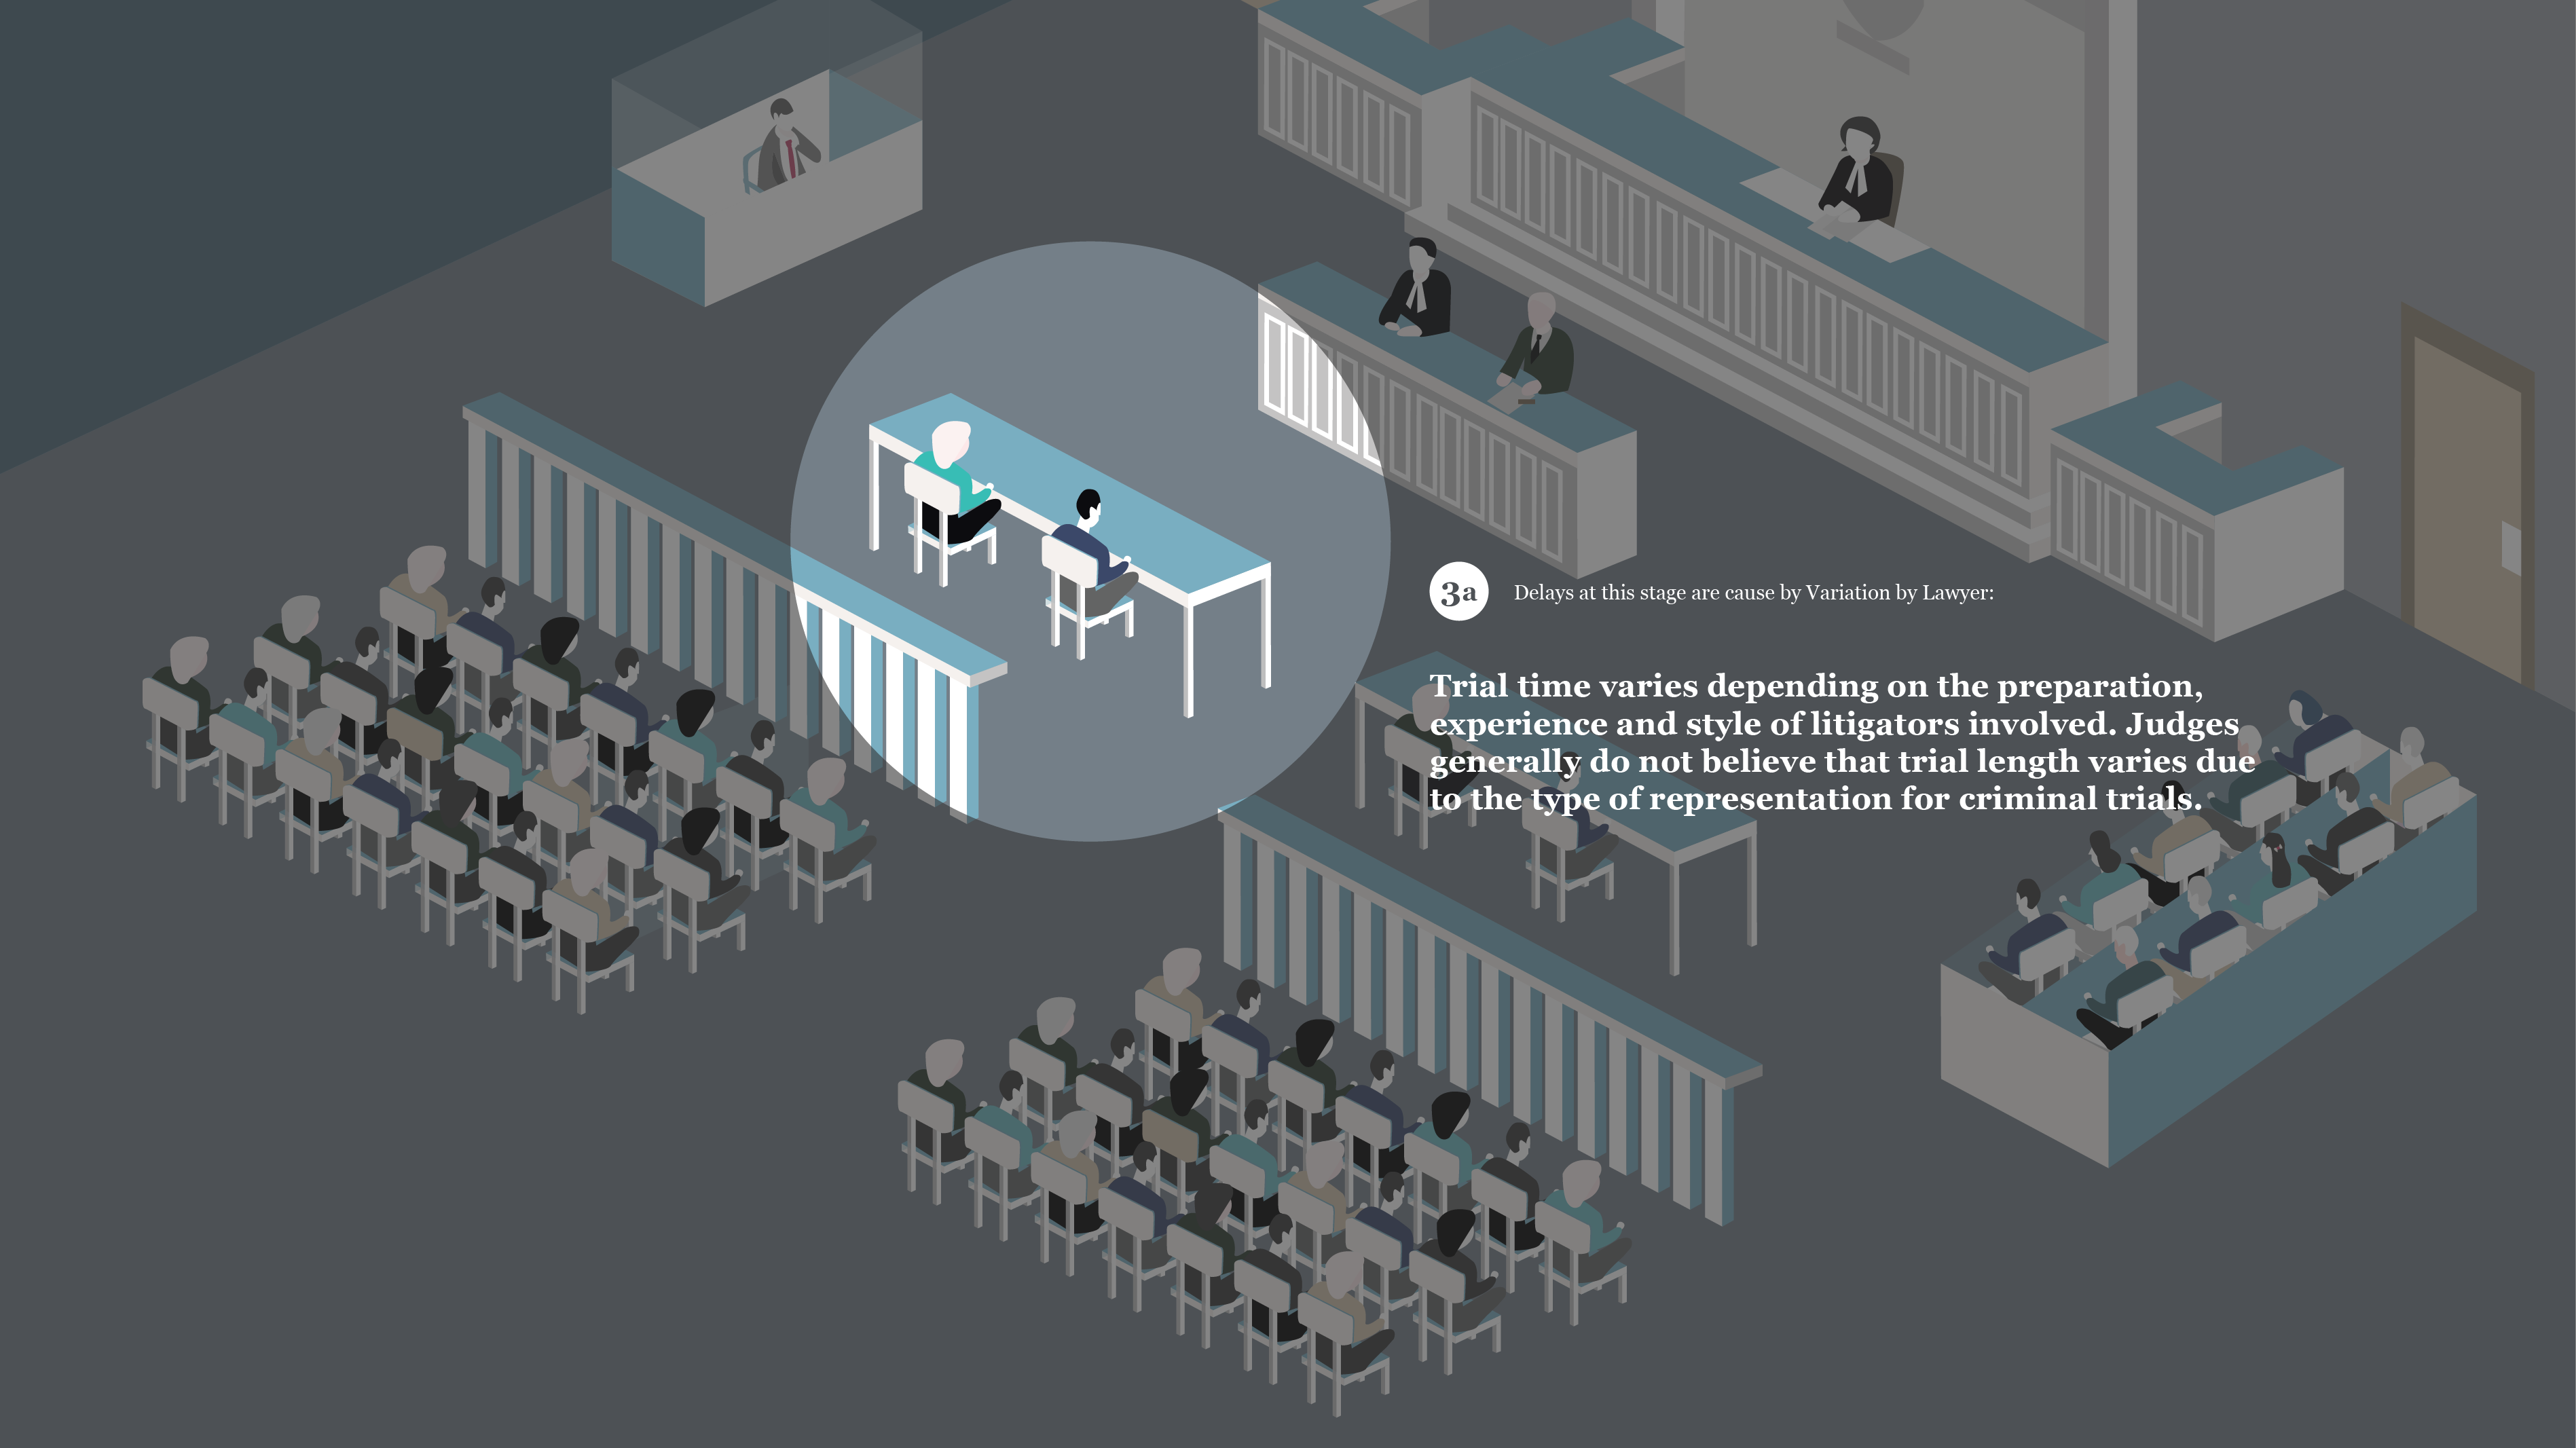 3a
Delays at this stage are cause by Variation by Lawyer:
Trial time varies depending on the preparation,
experience and style of litigators involved. Judges
generally do not believe that trial length varies due
to the type of representation for criminal trials.